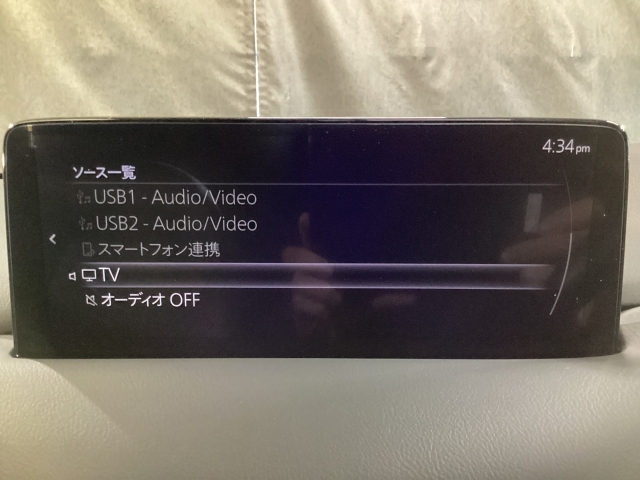 4:34pm
ソース一覧
USB1 - Audio/Video
USB2 - Audio/Video
スマートフォン連携
TV
オーディオ OFF